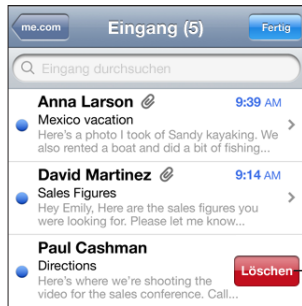 me.com
Eingang (5)
Fertig
Eingang durchsuchen
Anna Larson
9:39 AM
Mexico vacation
Here's a photo I took of Sandy kayaking. We
also rented a boat and did a bit of fishing...
David Martinez
9:14 AM
Sales Figures
Hey Emily, Here are the sales figures you
were looking for. Please let me know...
Paul Cashman
Directions
Löschen
Here's where we're shooting the
video for the sales conference. Call...